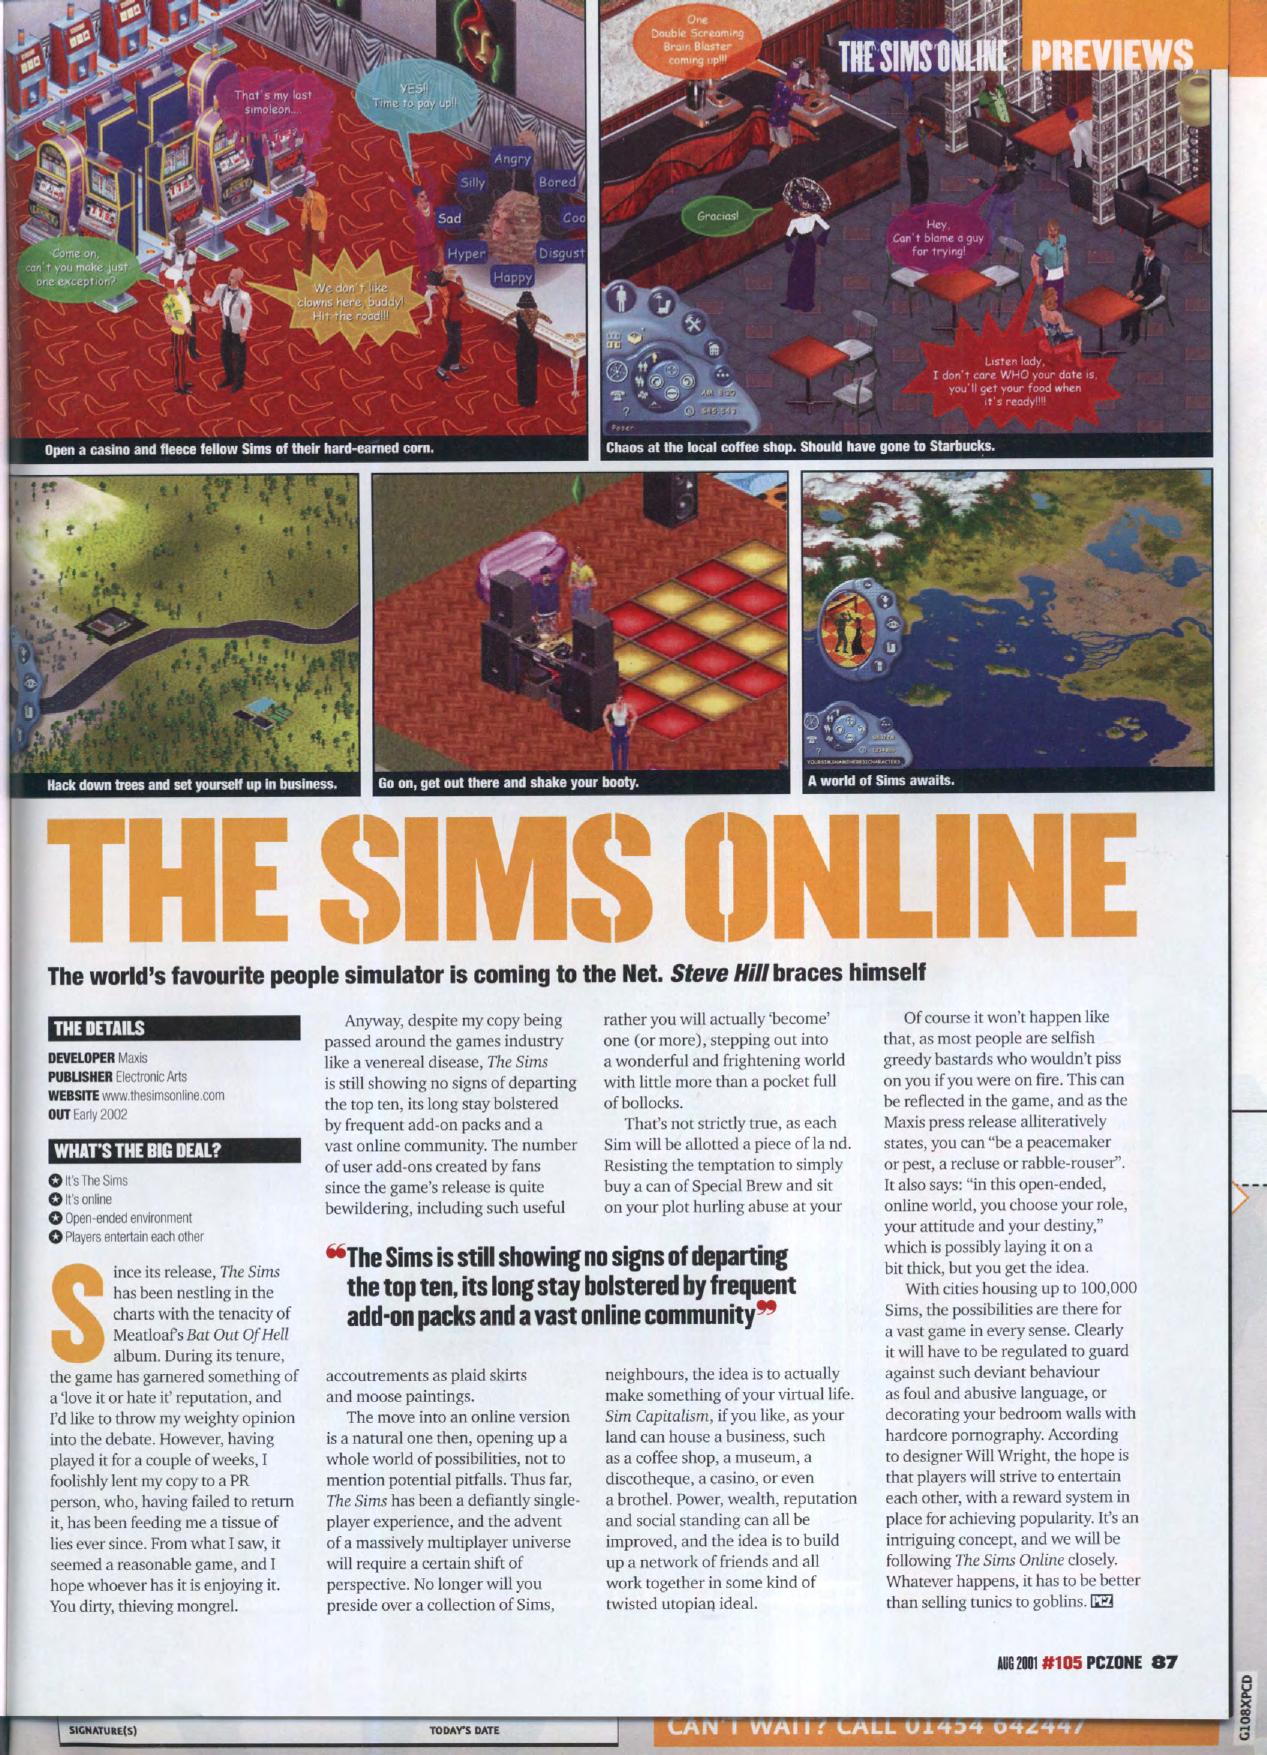 One
Double Screaming
Brain Blaster
coming up!!!
THE SIMS ONLINE PREVIEWS
That's my last
simoleon...
YES!!
Time to pay up!!
Angry
Silly
Bored
Sad
Coo
Hyper
Disgust
Happy
Come on,
can't you make just
one exception?
We don't like
clowns here, buddy!
Hit the road!!!
Gracias!
Hey,
Can't blame a guy
for trying!
Listen lady,
I don't care WHO your date is,
you'll get your food when
it's ready!!!!
?
Poser
Open a casino and fleece fellow Sims of their hard-earned corn.
Chaos at the local coffee shop. Should have gone to Starbucks.
Hack down trees and set yourself up in business.
Go on, get out there and shake your booty.
A world of Sims awaits.
THE SIMS ONLINE
The world's favourite people simulator is coming to the Net. Steve Hill braces himself
THE DETAILS
DEVELOPER Maxis
PUBLISHER Electronic Arts
WEBSITE www.thesimsonline.com
OUT Early 2002
WHAT'S THE BIG DEAL?
It's The Sims
It's online
Open-ended environment
Players entertain each other
Since its release, The Sims
has been nestling in the
charts with the tenacity of
Meatloaf's Bat Out Of Hell
album. During its tenure,
the game has garnered something of
a 'love it or hate it' reputation, and
I'd like to throw my weighty opinion
into the debate. However, having
played it for a couple of weeks, I
foolishly lent my copy to a PR
person, who, having failed to return
it, has been feeding me a tissue of
lies ever since. From what I saw, it
seemed a reasonable game, and I
hope whoever has it is enjoying it.
You dirty, thieving mongrel.
Anyway, despite my copy being
passed around the games industry
like a venereal disease, The Sims
is still showing no signs of departing
the top ten, its long stay bolstered
by frequent add-on packs and a
vast online community. The number
of user add-ons created by fans
since the game's release is quite
bewildering, including such useful
"The Sims is still showing no signs of departing
the top ten, its long stay bolstered by frequent
add-on packs and a vast online community"
accoutrements as plaid skirts
and moose paintings.
The move into an online version
is a natural one then, opening up a
whole world of possibilities, not to
mention potential pitfalls. Thus far,
The Sims has been a defiantly single-
player experience, and the advent
of a massively multiplayer universe
will require a certain shift of
perspective. No longer will you
preside over a collection of Sims,
rather you will actually 'become'
one (or more), stepping out into
a wonderful and frightening world
with little more than a pocket full
of bollocks.
That's not strictly true, as each
Sim will be allotted a piece of la nd.
Resisting the temptation to simply
buy a can of Special Brew and sit
on your plot hurling abuse at your
neighbours, the idea is to actually
make something of your virtual life.
Sim Capitalism, if you like, as your
land can house a business, such
as a coffee shop, a museum, a
discotheque, a casino, or even
a brothel. Power, wealth, reputation
and social standing can all be
improved, and the idea is to build
up a network of friends and all
work together in some kind of
twisted utopian ideal.
Of course it won't happen like
that, as most people are selfish
greedy bastards who wouldn't piss
on you if you were on fire. This can
be reflected in the game, and as the
Maxis press release alliteratively
states, you can "be a peacemaker
or pest, a recluse or rabble-rouser".
It also says: "in this open-ended,
online world, you choose your role,
your attitude and your destiny,"
which is possibly laying it on a
bit thick, but you get the idea.
With cities housing up to 100,000
Sims, the possibilities are there for
a vast game in every sense. Clearly
it will have to be regulated to guard
against such deviant behaviour
as foul and abusive language, or
decorating your bedroom walls with
hardcore pornography. According
to designer Will Wright, the hope is
that players will strive to entertain
each other, with a reward system in
place for achieving popularity. It's an
intriguing concept, and we will be
following The Sims Online closely.
Whatever happens, it has to be better
than selling tunics to goblins. PCZ
AUG 2001 #105 PCZONE 87
SIGNATURE(S)
TODAY'S DATE
CAN'T WAIT? CALL 01454 642447
G108XPCD